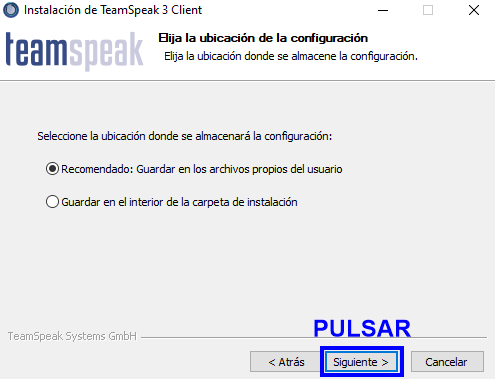 Instalación de TeamSpeak 3 Client
teamspeak
Elija la ubicación de la configuración
Elija la ubicación donde se almacene la configuración.
Seleccione la ubicación donde se almacenará la configuración:
Recomendado: Guardar en los archivos propios del usuario
Guardar en el interior de la carpeta de instalación
PULSAR
TeamSpeak Systems GmbH
< Atrás
Siguiente >
Cancelar